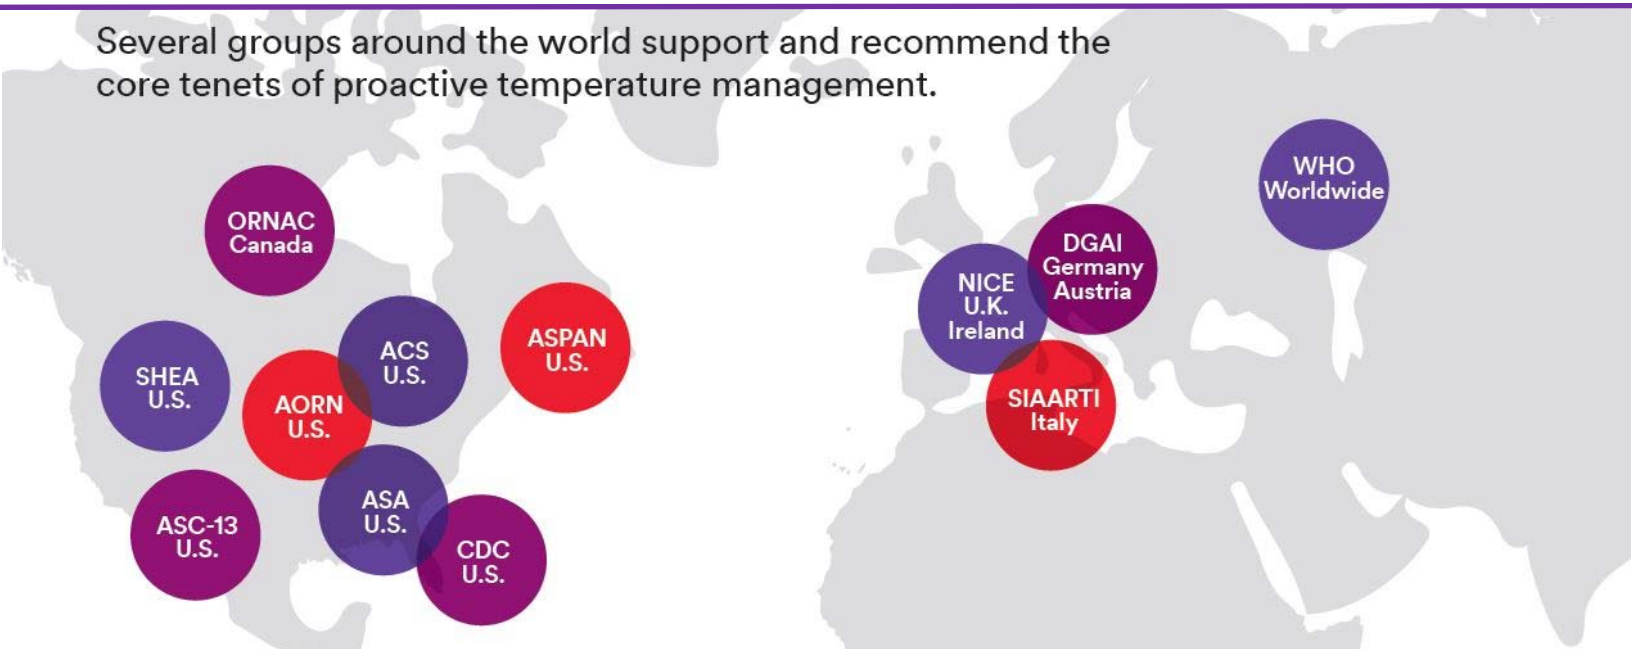 Several groups around the world support and recommend the
core tenets of proactive temperature management.
ORNAC
Canada
SHEA
U.S.
AORN
U.S.
ACS
U.S.
ASPAN
U.S.
ASC-13
U.S.
ASA
U.S.
CDC
U.S.
NICE
U.K.
Ireland
DGAI
Germany
Austria
SIAARTI
Italy
WHO
Worldwide